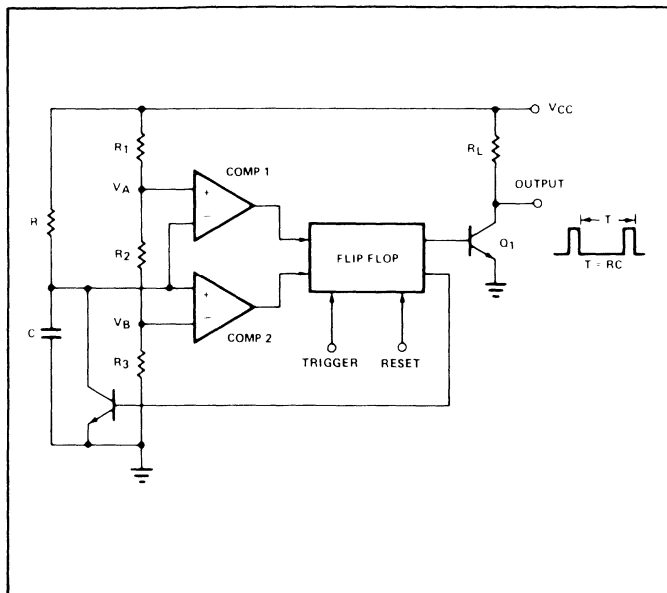 VCC
R1
RL
COMP 1
OUTPUT
VA
+
−
R
R2
FLIP FLOP
Q1
T
T = RC
+
−
C
VB
COMP 2
R3
TRIGGER
RESET